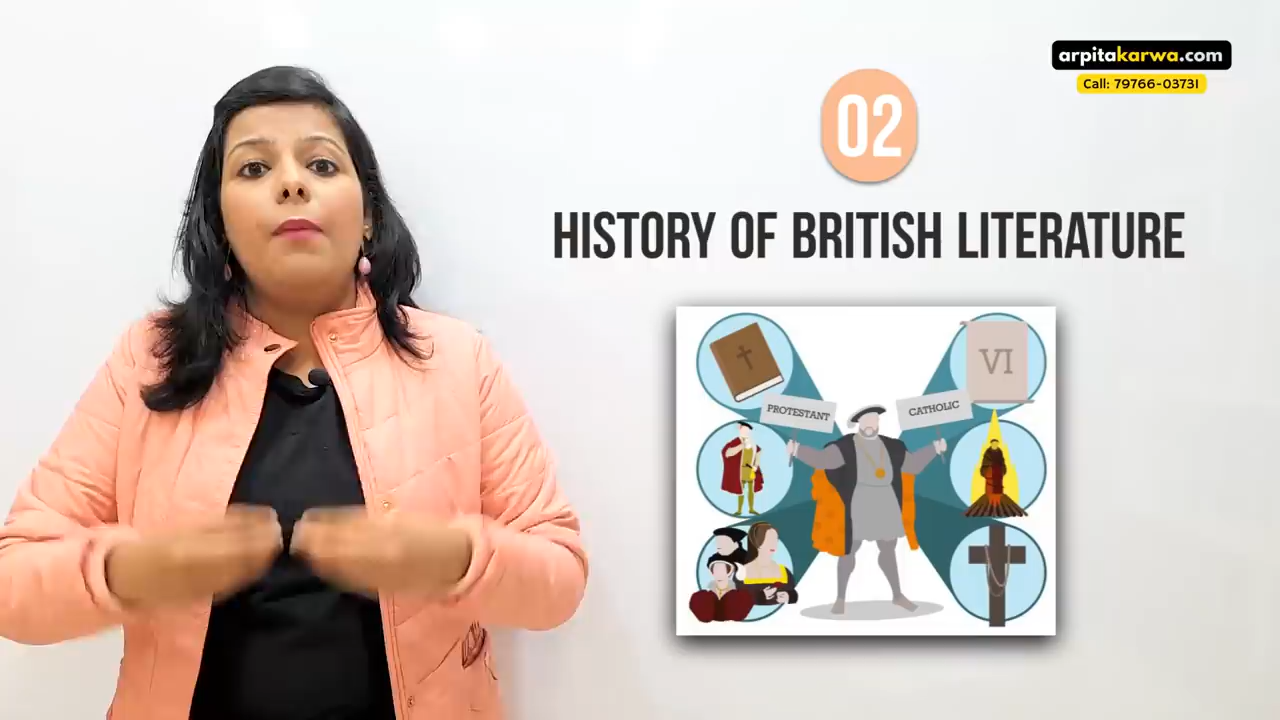 arpitakarwa.com
Call: 79766-03731
02
HISTORY OF BRITISH LITERATURE
VI
PROTESTANT
CATHOLIC